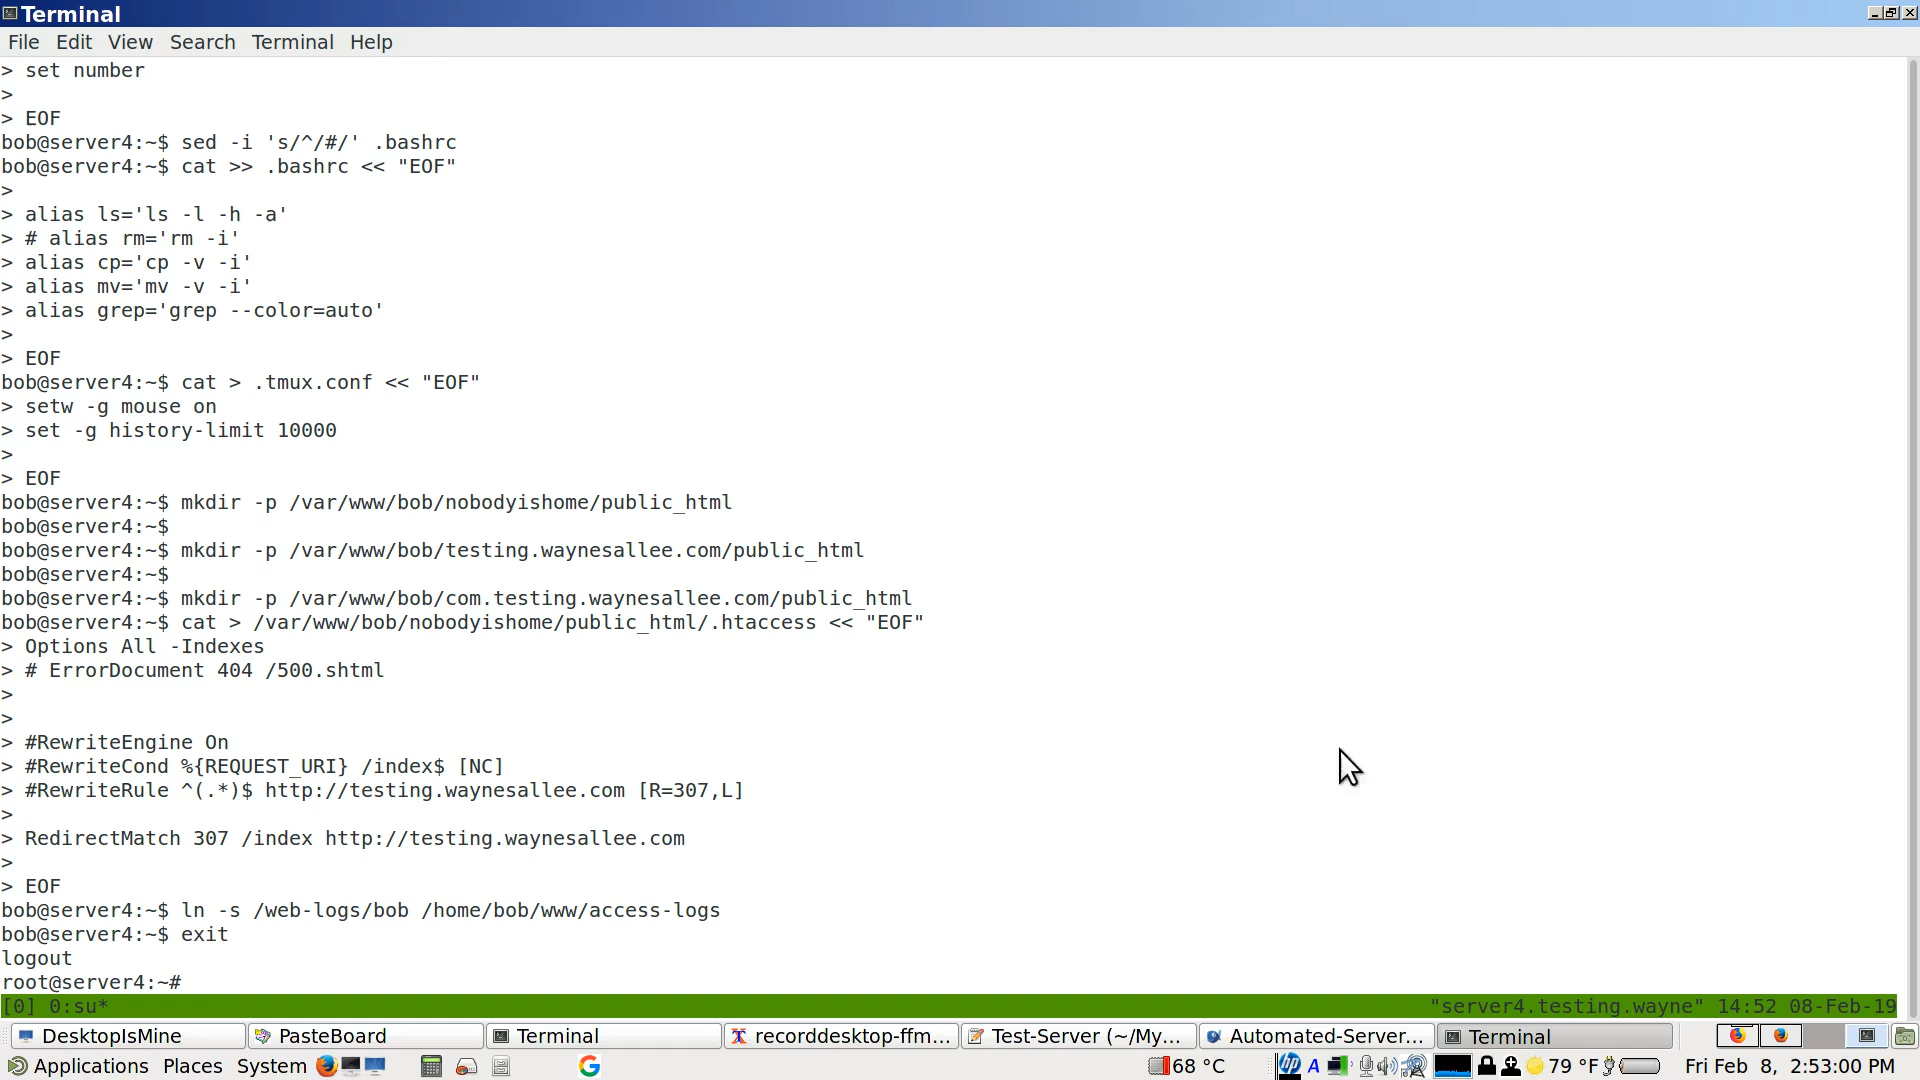 Terminal
File Edit View Search Terminal Help
> set number
>
> EOF
bob@server4:~$ sed -i 's/^/#/' .bashrc
bob@server4:~$ cat >> .bashrc << "EOF"
>
> alias ls='ls -l -h -a'
> # alias rm='rm -i'
> alias cp='cp -v -i'
> alias mv='mv -v -i'
> alias grep='grep --color=auto'
>
> EOF
bob@server4:~$ cat > .tmux.conf << "EOF"
> setw -g mouse on
> set -g history-limit 10000
>
> EOF
bob@server4:~$ mkdir -p /var/www/bob/nobodyishome/public_html
bob@server4:~$
bob@server4:~$ mkdir -p /var/www/bob/testing.waynesallee.com/public_html
bob@server4:~$
bob@server4:~$ mkdir -p /var/www/bob/com.testing.waynesallee.com/public_html
bob@server4:~$ cat > /var/www/bob/nobodyishome/public_html/.htaccess << "EOF"
> Options All -Indexes
> # ErrorDocument 404 /500.shtml
>
>
> #RewriteEngine On
> #RewriteCond %{REQUEST_URI} /index$ [NC]
> #RewriteRule ^(.*)$ http://testing.waynesallee.com [R=307,L]
>
> RedirectMatch 307 /index http://testing.waynesallee.com
>
> EOF
bob@server4:~$ ln -s /web-logs/bob /home/bob/www/access-logs
bob@server4:~$ exit
logout
root@server4:~#
[0] 0:su* "server4.testing.wayne" 14:52 08-Feb-19
DesktopIsMine PasteBoard Terminal recorddesktop-ffm... Test-Server (~/My... Automated-Server... Terminal
Applications Places System G 68 °C hp A 79 °F Fri Feb 8, 2:53:00 PM